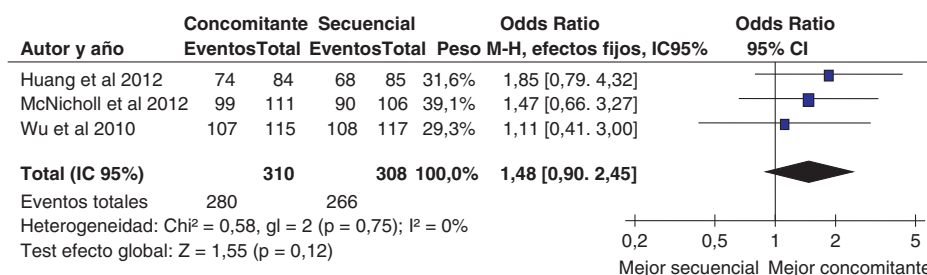 Concomitante Secuencial Odds Ratio Odds Ratio
Autor y año EventosTotal EventosTotal Peso M-H, efectos fijos, IC95% 95% CI
Huang et al 2012 74 84 68 85 31,6% 1,85 [0,79. 4,32]
McNicholl et al 2012 99 111 90 106 39,1% 1,47 [0,66. 3,27]
Wu et al 2010 107 115 108 117 29,3% 1,11 [0,41. 3,00]
Total (IC 95%) 310 308 100,0% 1,48 [0,90. 2,45]
Eventos totales 280 266
Heterogeneidad: Chi² = 0,58, gl = 2 (p = 0,75); I² = 0%
Test efecto global: Z = 1,55 (p = 0,12)
0,2 0,5 1 2 5
Mejor secuencial Mejor concomitante